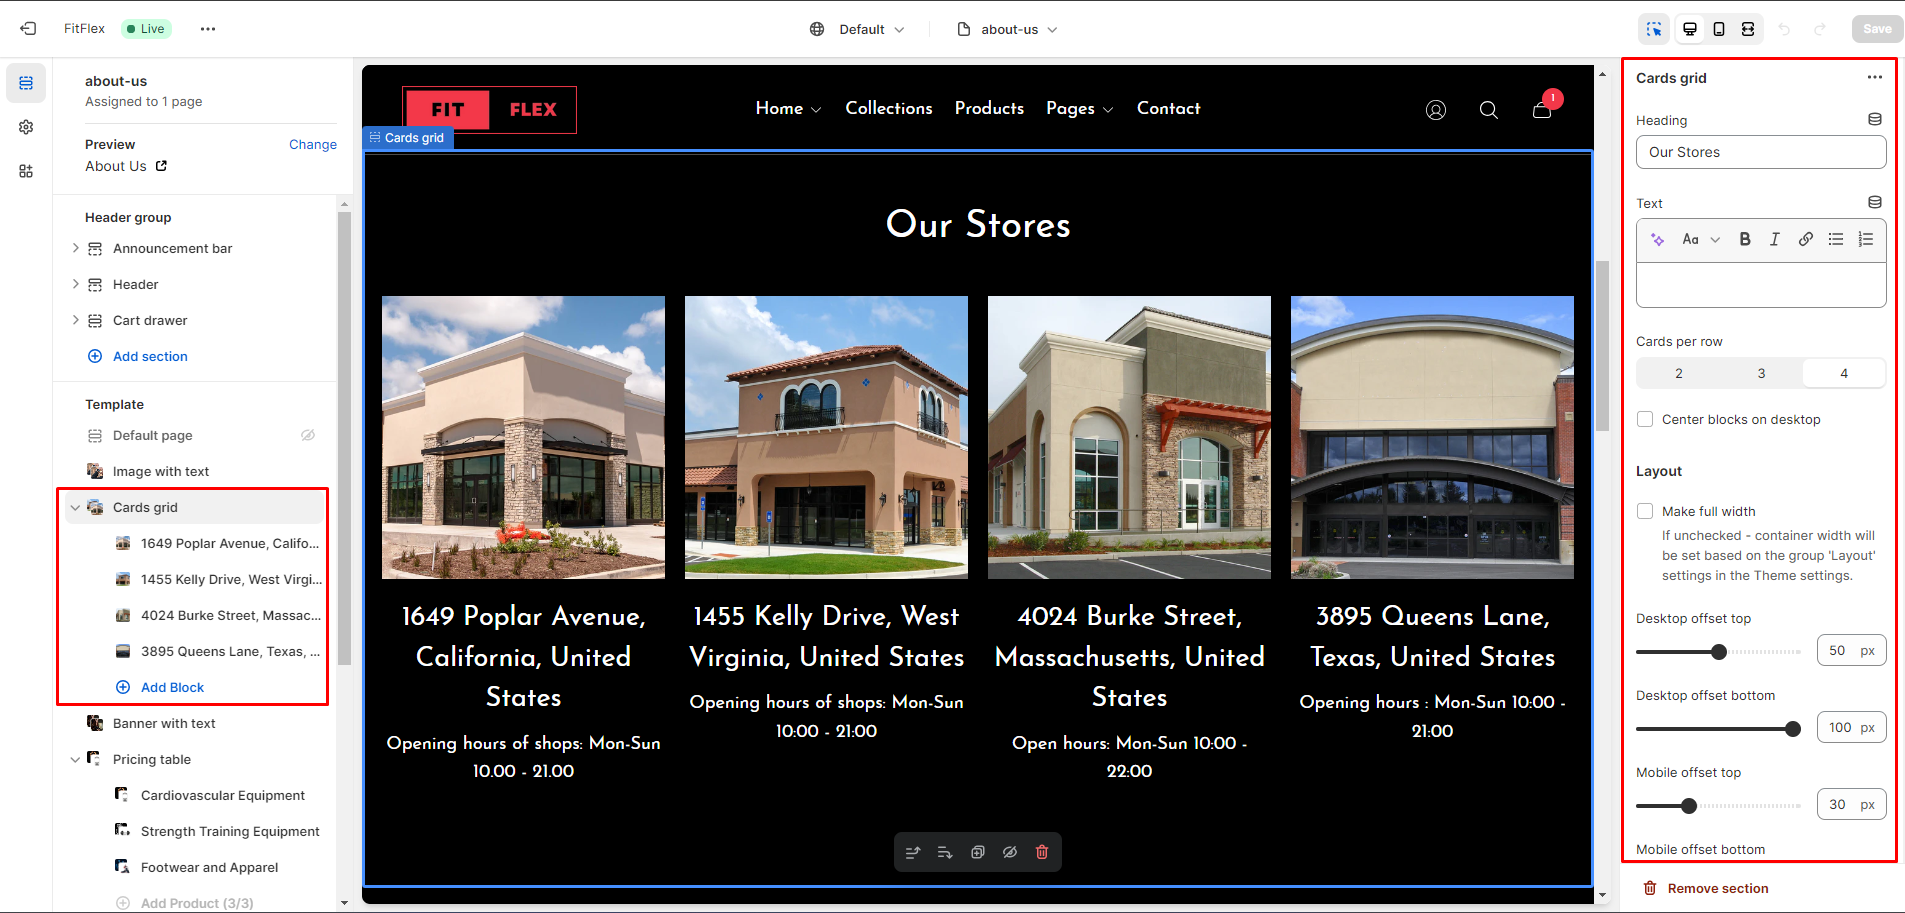 FitFlex
Live
Default
about-us
Save
about-us
Assigned to 1 page
Preview
Change
About Us
Header group
Announcement bar
Header
Cart drawer
Add section
Template
Default page
Image with text
Cards grid
1649 Poplar Avenue, Califo...
1455 Kelly Drive, West Virgi...
4024 Burke Street, Massac...
3895 Queens Lane, Texas, ...
Add Block
Banner with text
Pricing table
Cardiovascular Equipment
Strength Training Equipment
Footwear and Apparel
Add Product (3/3)
FIT FLEX
Home
Collections
Products
Pages
Contact
1
Cards grid
Our Stores
1649 Poplar Avenue,
California, United
States
Opening hours of shops: Mon-Sun
10.00 - 21.00
1455 Kelly Drive, West
Virginia, United States
Opening hours of shops: Mon-Sun
10:00 - 21:00
4024 Burke Street,
Massachusetts, United
States
Open hours: Mon-Sun 10:00 -
22:00
3895 Queens Lane,
Texas, United States
Opening hours : Mon-Sun 10:00 -
21:00
Cards grid
Heading
Our Stores
Text
Aa
B
I
Cards per row
2
3
4
Center blocks on desktop
Layout
Make full width
If unchecked - container width will
be set based on the group 'Layout'
settings in the Theme settings.
Desktop offset top
50 px
Desktop offset bottom
100 px
Mobile offset top
30 px
Mobile offset bottom
Remove section